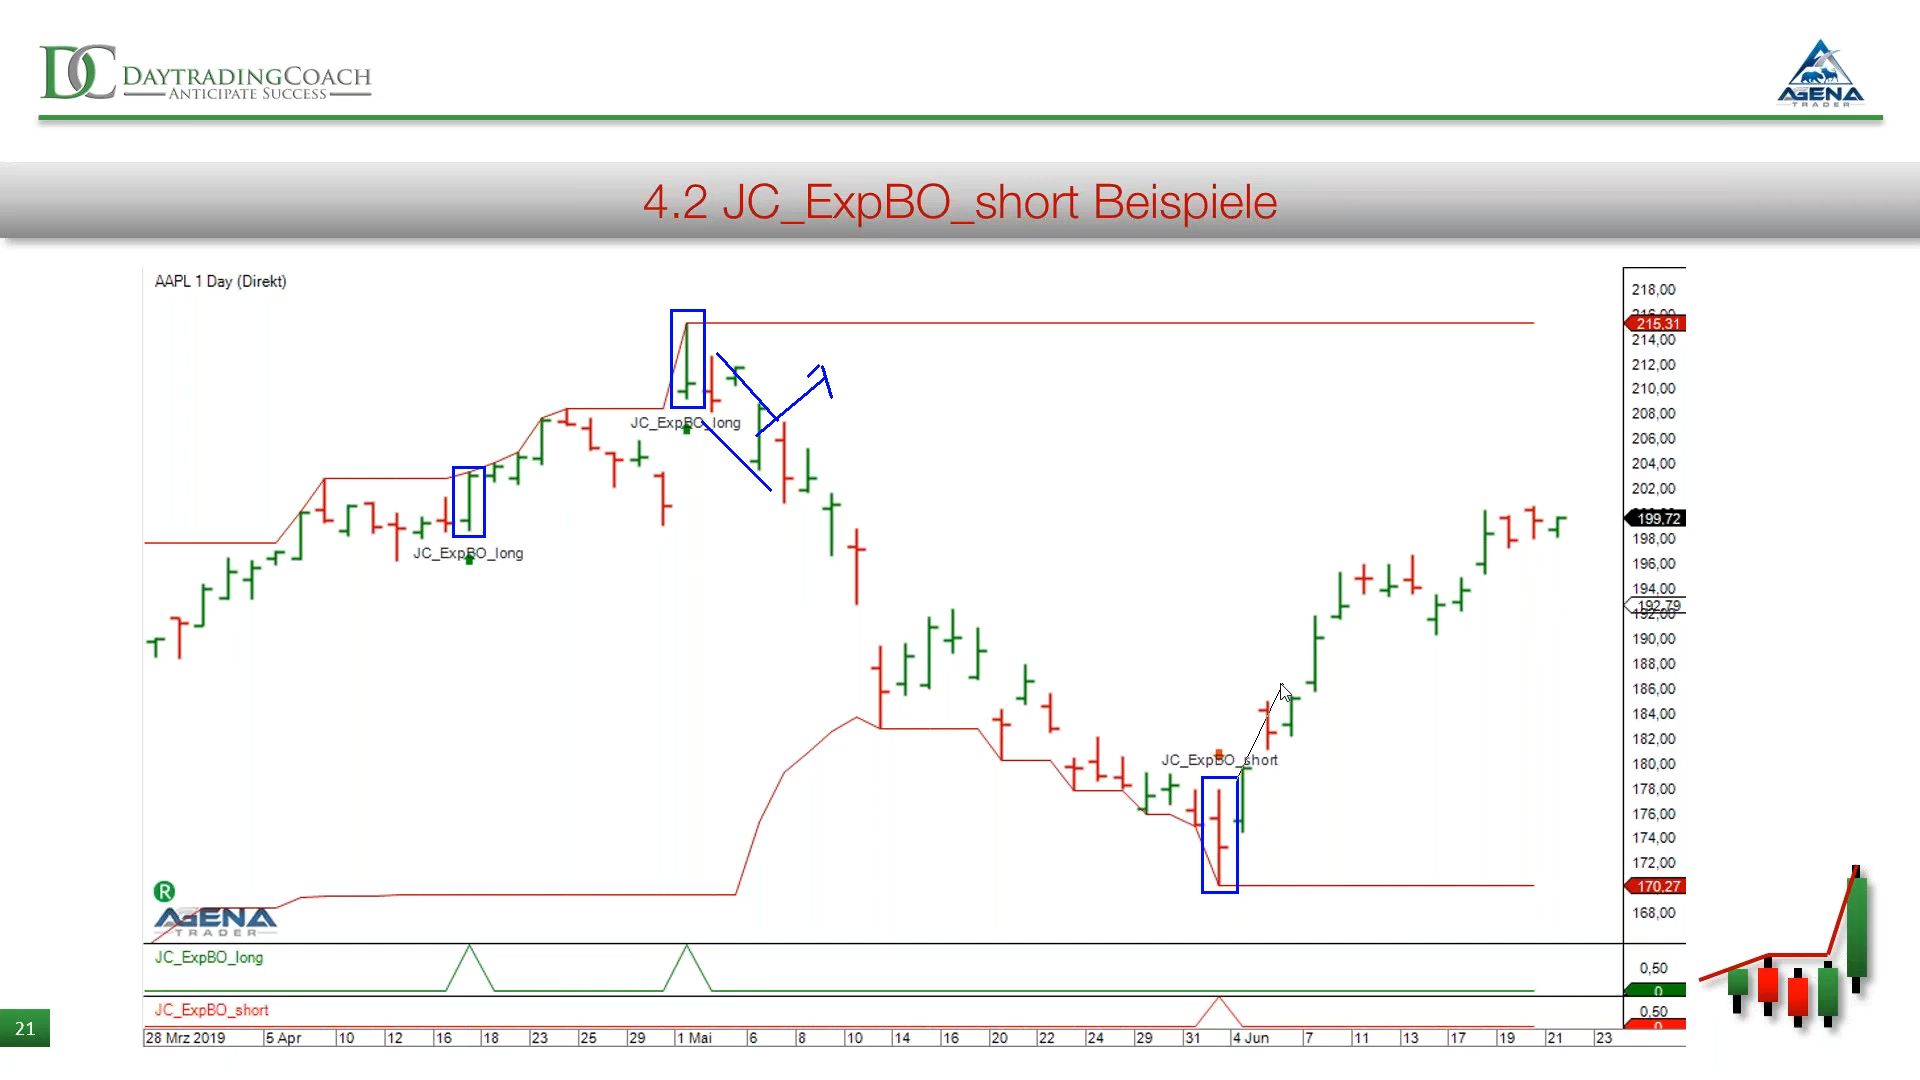 DC DAYTRADINGCOACH
ANTICIPATE SUCCESS
AGENA
TRADER
4.2 JC_ExpBO_short Beispiele
AAPL 1 Day (Direkt)
218,00
216,00
215.31
214,00
212,00
210,00
208,00
206,00
204,00
202,00
199.72
198,00
196,00
194,00
192.79
192,00
190,00
188,00
186,00
184,00
182,00
180,00
178,00
176,00
174,00
172,00
170.27
168,00
JC_ExpBO_long
JC_ExpBO_long
JC_ExpBO_short
R
AGENA
TRADER
JC_ExpBO_long
0,50
0
JC_ExpBO_short
0,50
0
21
28 Mrz 2019 5 Apr 10 12 16 18 23 25 29 1 Mai 6 8 10 14 16 20 22 24 29 31 4 Jun 7 11 13 17 19 21 23